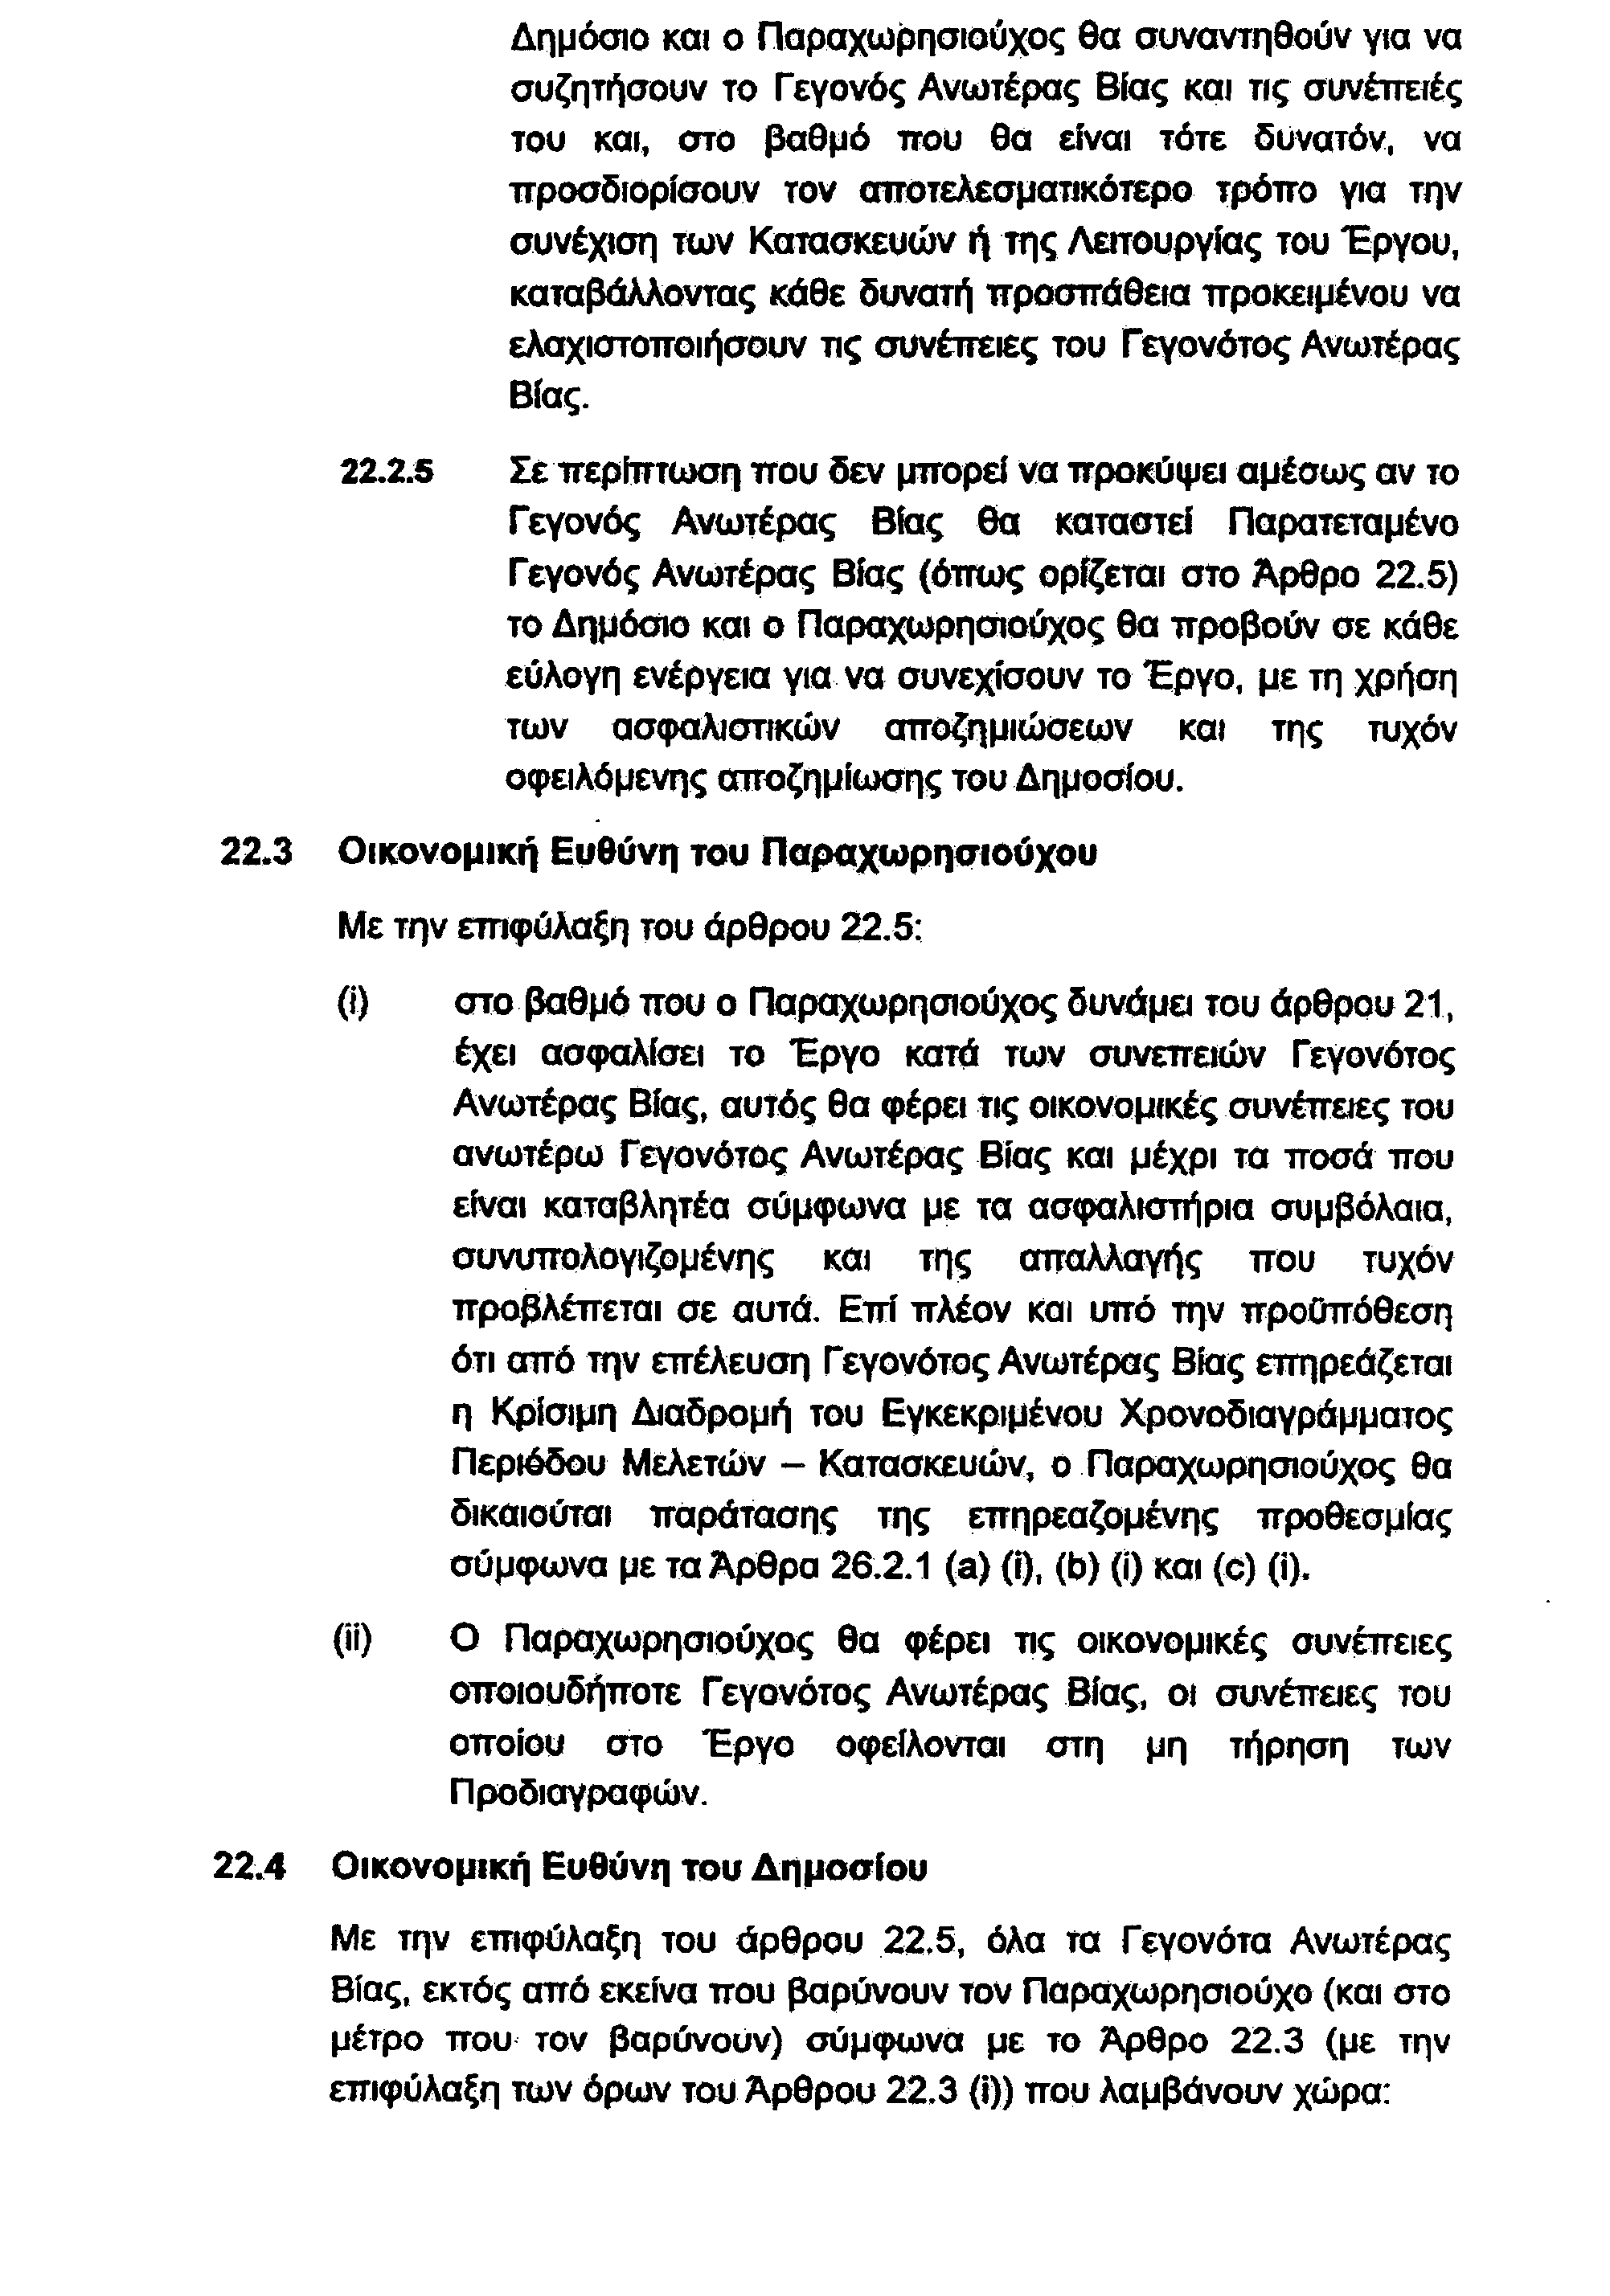 Δημόσιο και ο Παραχωρησιούχος θα συναντηθούν για να
συζητήσουν το Γεγονός Ανωτέρας Βίας και τις συνέπειές
του και, στο βαθμό που θα είναι τότε δυνατόν, να
προσδιορίσουν τον αποτελεσματικότερο τρόπο για την
συνέχιση των Κατασκευών ή της Λειτουργίας του Έργου,
καταβάλλοντας κάθε δυνατή προσπάθεια προκειμένου να
ελαχιστοποιήσουν τις συνέπειες του Γεγονότος Ανωτέρας
Βίας.
22.2.5 Σε περίπτωση που δεν μπορεί να προκύψει αμέσως αν το
Γεγονός Ανωτέρας Βίας θα καταστεί Παρατεταμένο
Γεγονός Ανωτέρας Βίας (όπως ορίζεται στο Άρθρο 22.5)
το Δημόσιο και ο Παραχωρησιούχος θα προβούν σε κάθε
εύλογη ενέργεια για να συνεχίσουν το Έργο, με τη χρήση
των ασφαλιστικών αποζημιώσεων και της τυχόν
οφειλόμενης αποζημίωσης του Δημοσίου.
22.3 Οικονομική Ευθύνη του Παραχωρησιούχου
Με την επιφύλαξη του άρθρου 22.5:
(i) στο βαθμό που ο Παραχωρησιούχος δυνάμει του άρθρου 21,
έχει ασφαλίσει το Έργο κατά των συνεπειών Γεγονότος
Ανωτέρας Βίας, αυτός θα φέρει τις οικονομικές συνέπειες του
ανωτέρω Γεγονότος Ανωτέρας Βίας και μέχρι τα ποσά που
είναι καταβλητέα σύμφωνα με τα ασφαλιστήρια συμβόλαια,
συνυπολογιζομένης και της απαλλαγής που τυχόν
προβλέπεται σε αυτά. Επί πλέον και υπό την προϋπόθεση
ότι από την επέλευση Γεγονότος Ανωτέρας Βίας επηρεάζεται
η Κρίσιμη Διαδρομή του Εγκεκριμένου Χρονοδιαγράμματος
Περιόδου Μελετών – Κατασκευών, ο Παραχωρησιούχος θα
δικαιούται παράτασης της επηρεαζομένης προθεσμίας
σύμφωνα με τα Άρθρα 26.2.1 (a) (i), (b) (i) και (c) (i).
(ii) Ο Παραχωρησιούχος θα φέρει τις οικονομικές συνέπειες
οποιουδήποτε Γεγονότος Ανωτέρας Βίας, οι συνέπειες του
οποίου στο Έργο οφείλονται στη μη τήρηση των
Προδιαγραφών.
22.4 Οικονομική Ευθύνη του Δημοσίου
Με την επιφύλαξη του άρθρου 22.5, όλα τα Γεγονότα Ανωτέρας
Βίας, εκτός από εκείνα που βαρύνουν τον Παραχωρησιούχο (και στο
μέτρο που τον βαρύνουν) σύμφωνα με το Άρθρο 22.3 (με την
επιφύλαξη των όρων του Άρθρου 22.3 (i)) που λαμβάνουν χώρα: